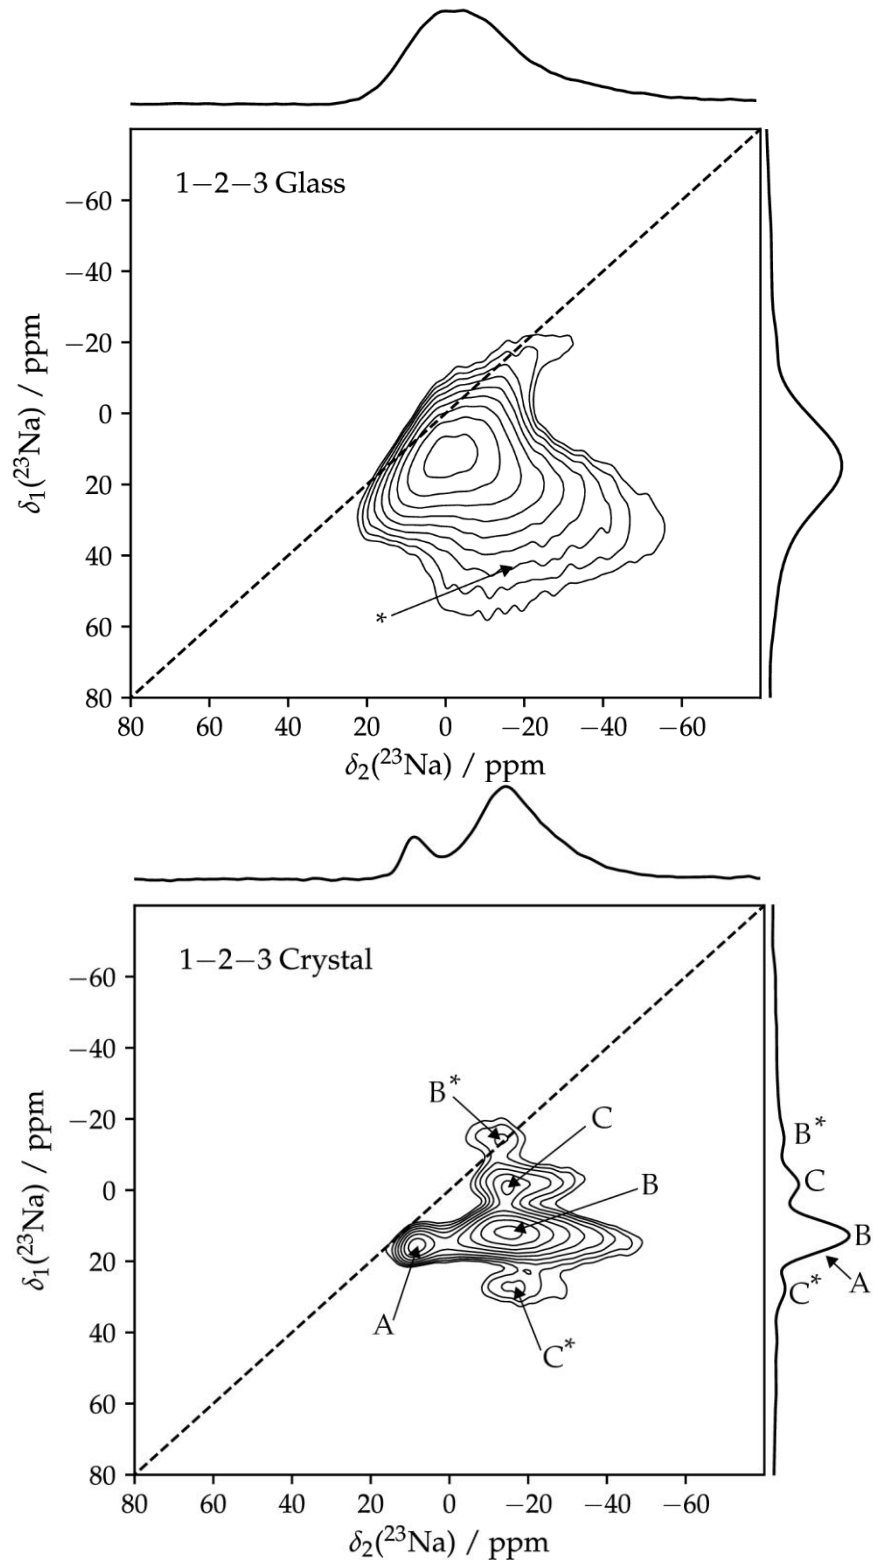 1−2−3 Glass
−60
−40
−20
0
20
40
60
80
δ₁(²³Na) / ppm
*
80 60 40 20 0 −20 −40 −60
δ₂(²³Na) / ppm
1−2−3 Crystal
−60
−40
−20
0
20
40
60
80
δ₁(²³Na) / ppm
B*
C
B
A
C*
B*
C
B
A
C*
80 60 40 20 0 −20 −40 −60
δ₂(²³Na) / ppm